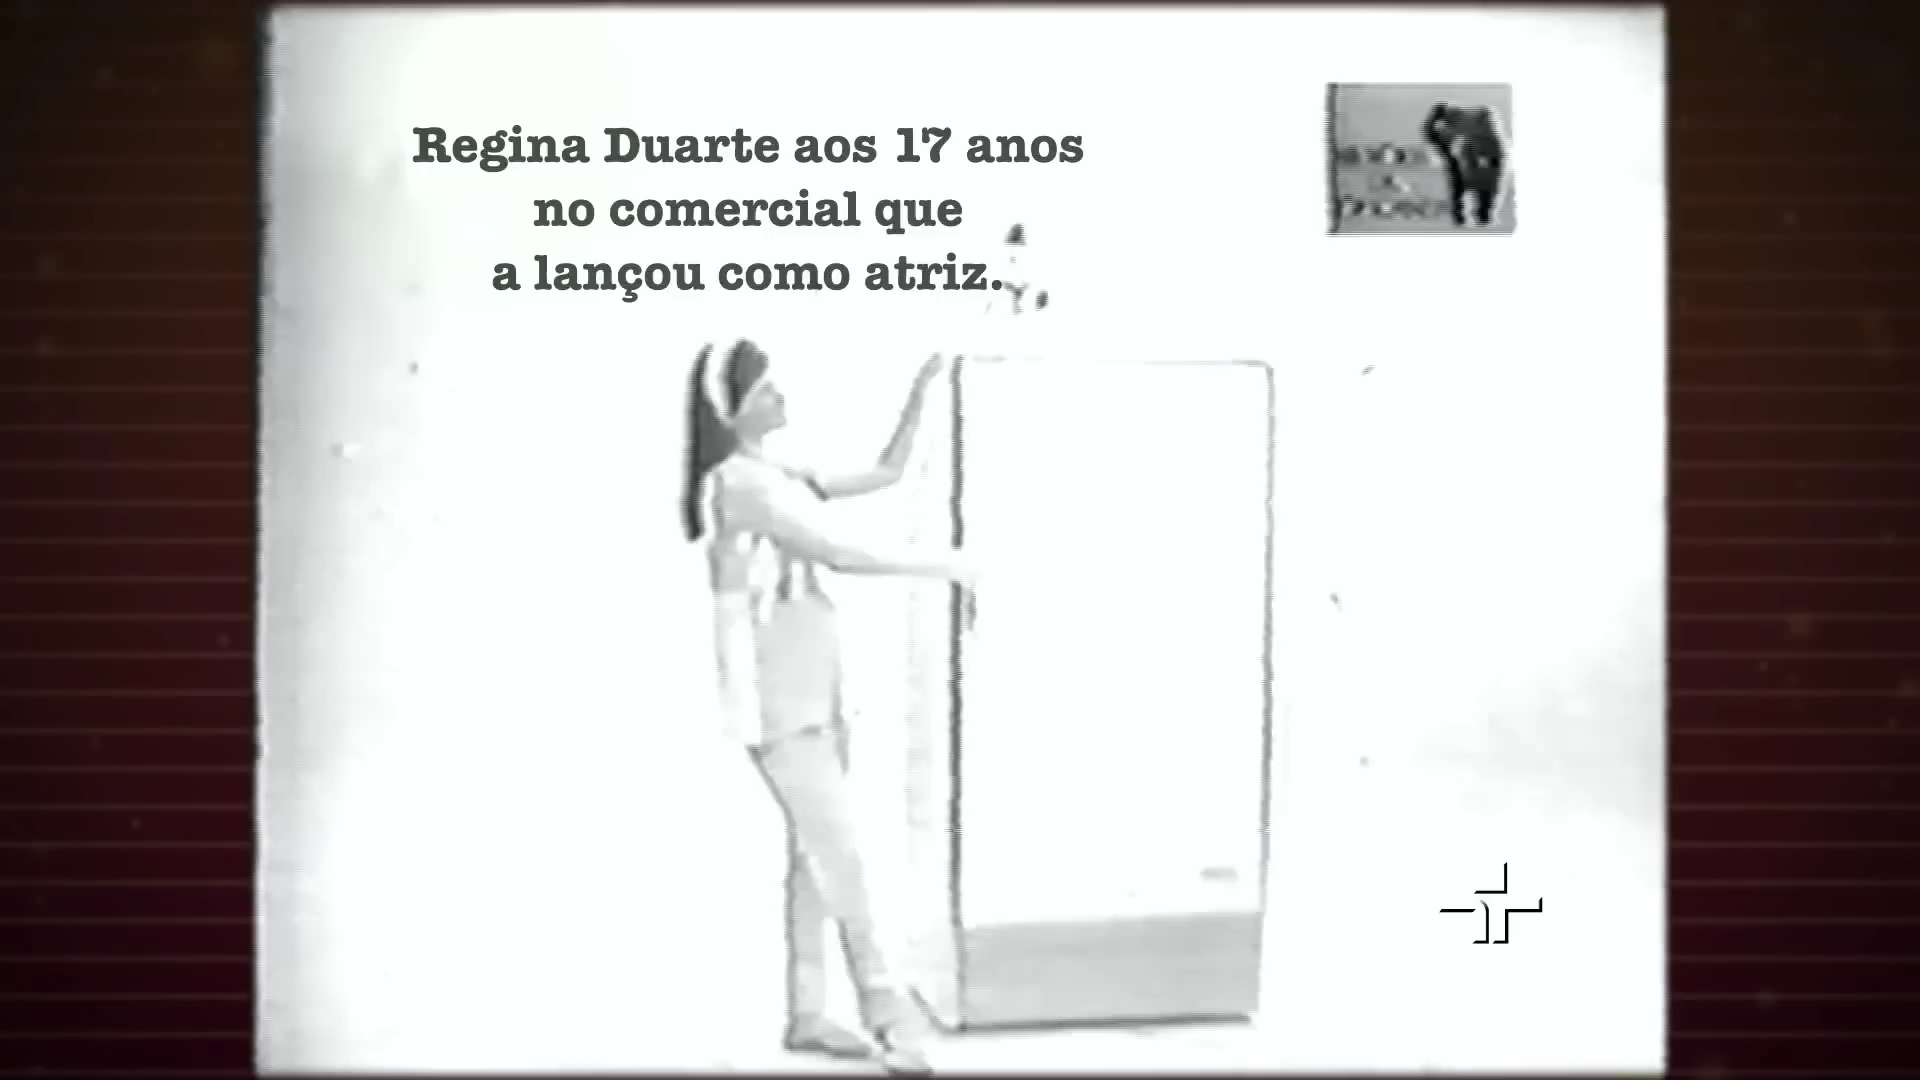 Regina Duarte aos 17 anos
no comercial que
a lançou como atriz.